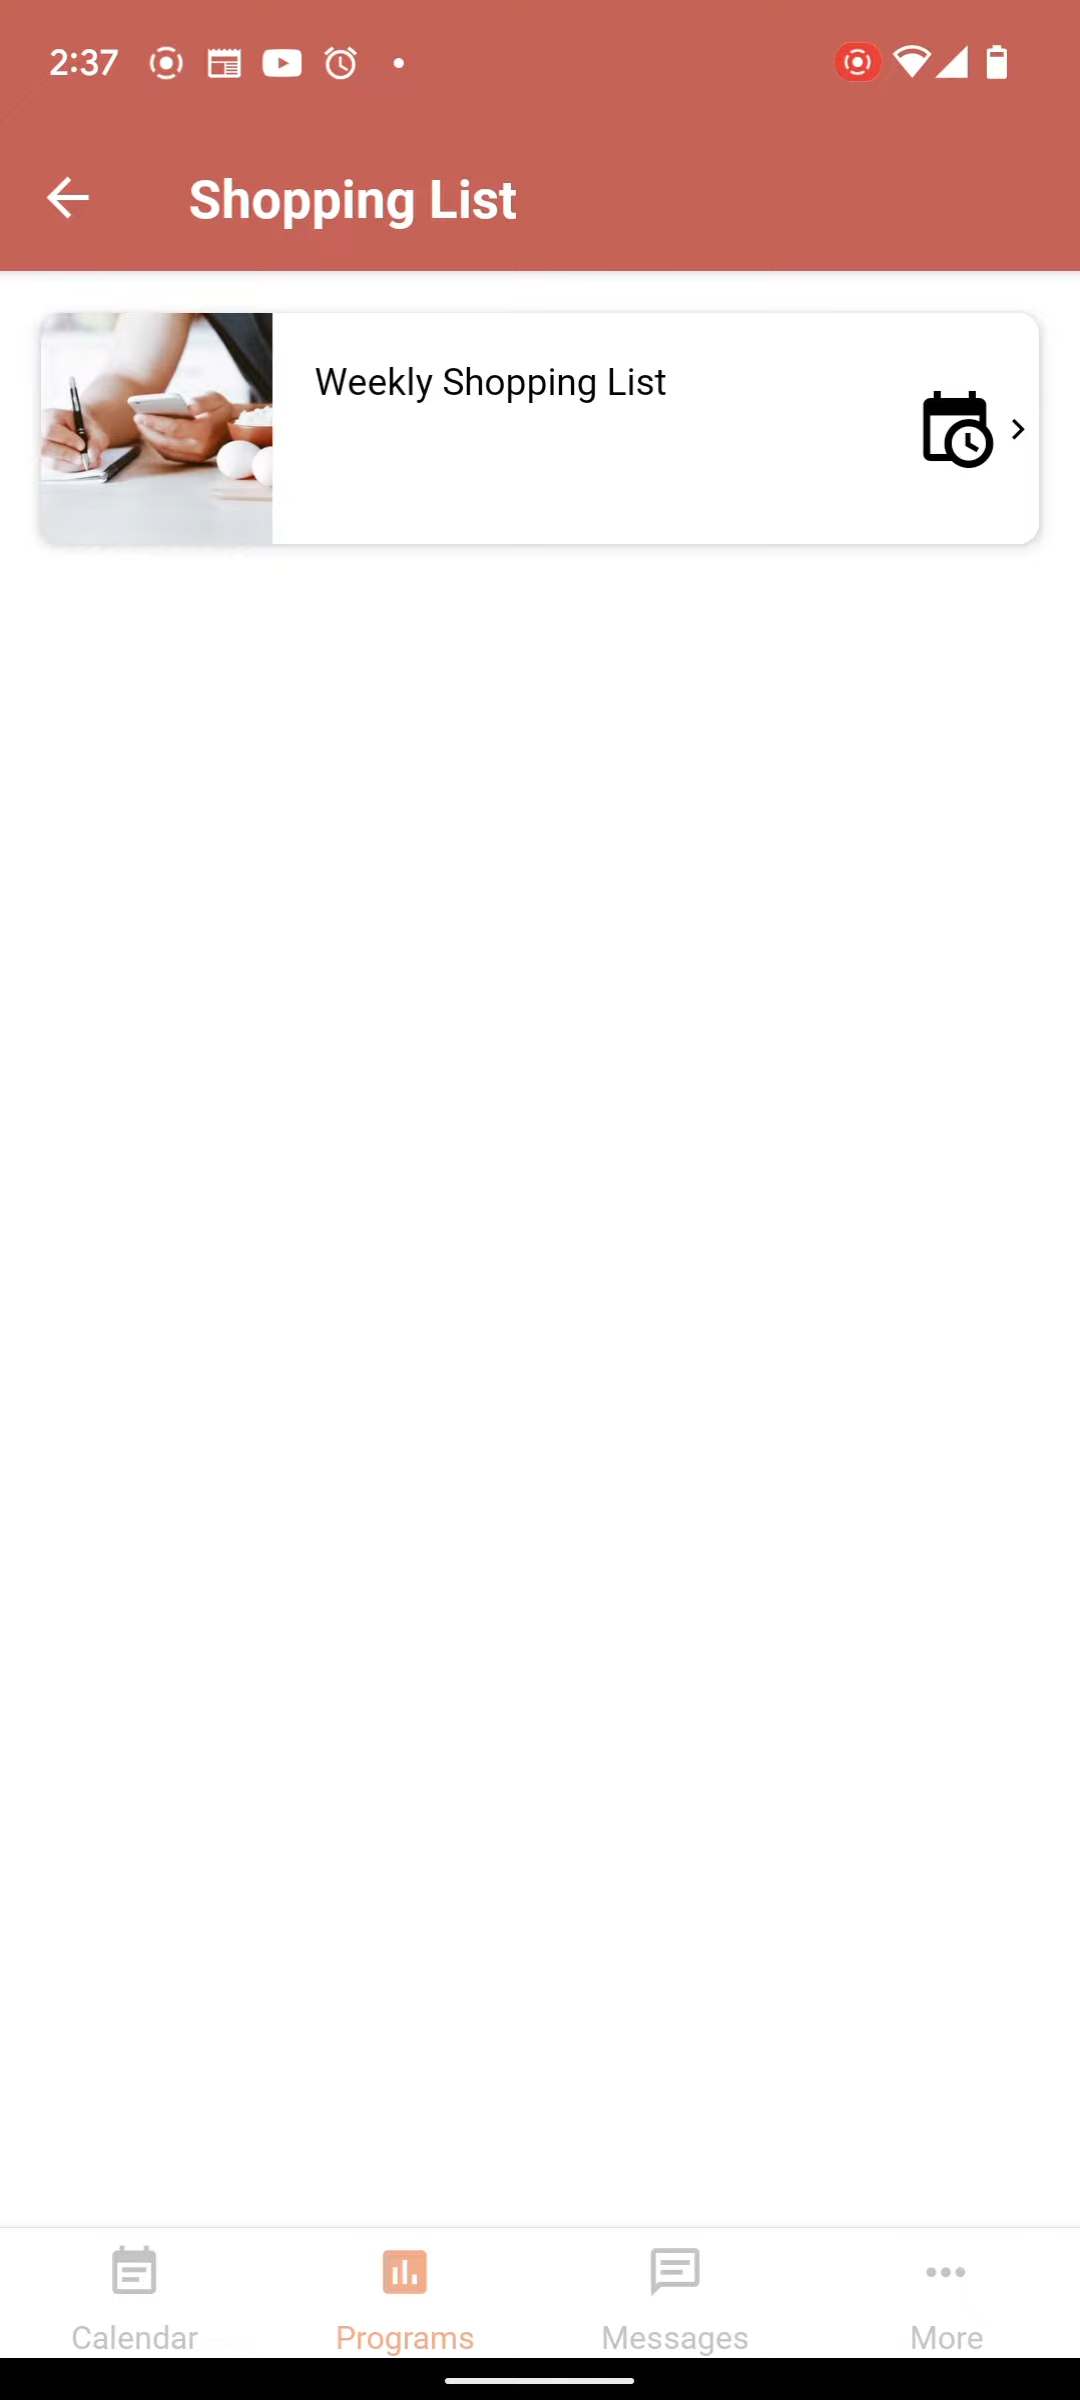 2:37
Shopping List
Weekly Shopping List
Calendar
Programs
Messages
More